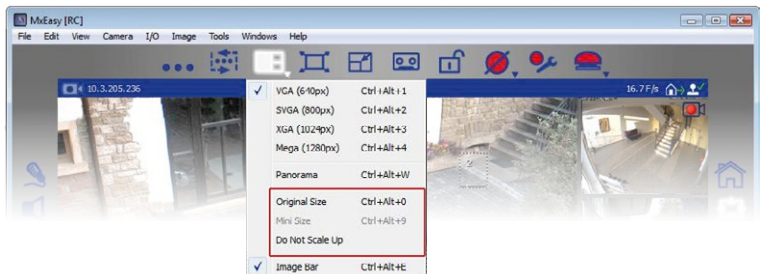 MxEasy [RC]
File Edit View Camera I/O Image Tools Windows Help
10.3.205.236
16.7 F/s
VGA (640px) Ctrl+Alt+1
SVGA (800px) Ctrl+Alt+2
XGA (1024px) Ctrl+Alt+3
Mega (1280px) Ctrl+Alt+4
Panorama Ctrl+Alt+W
Original Size Ctrl+Alt+0
Mini Size Ctrl+Alt+9
Do Not Scale Up
Image Bar Ctrl+Alt+E
2